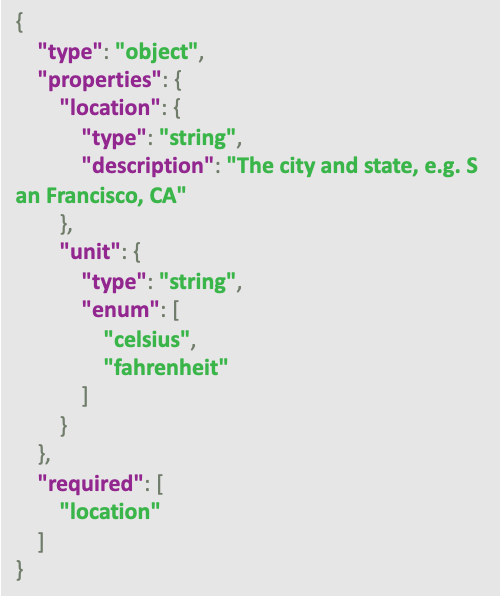 {
"type": "object",
"properties": {
"location": {
"type": "string",
"description": "The city and state, e.g. S
an Francisco, CA"
},
"unit": {
"type": "string",
"enum": [
"celsius",
"fahrenheit"
]
}
},
"required": [
"location"
]
}